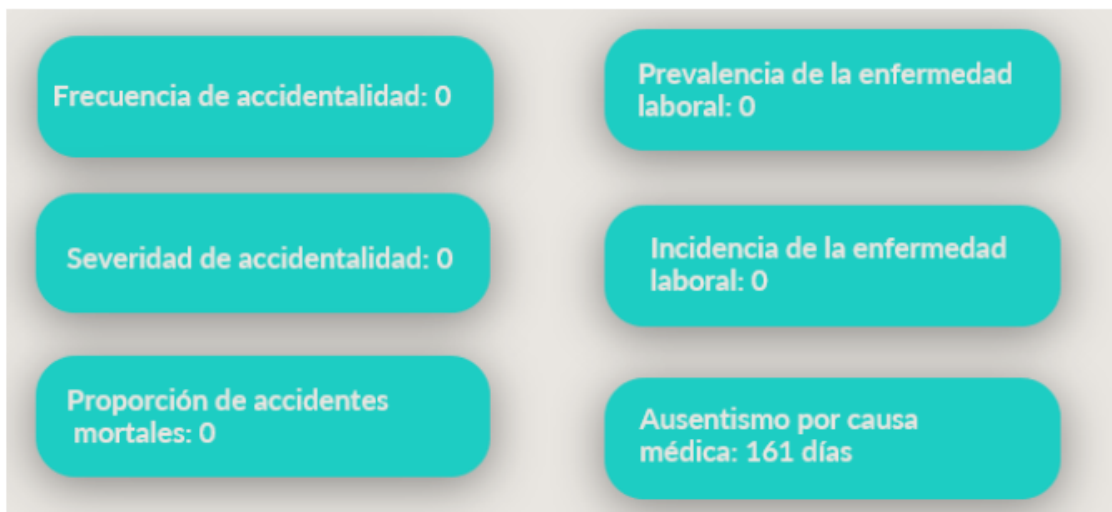 Frecuencia de accidentalidad: 0
Severidad de accidentalidad: 0
Proporción de accidentes
mortales: 0
Prevalencia de la enfermedad
laboral: 0
Incidencia de la enfermedad
laboral: 0
Ausentismo por causa
médica: 161 días